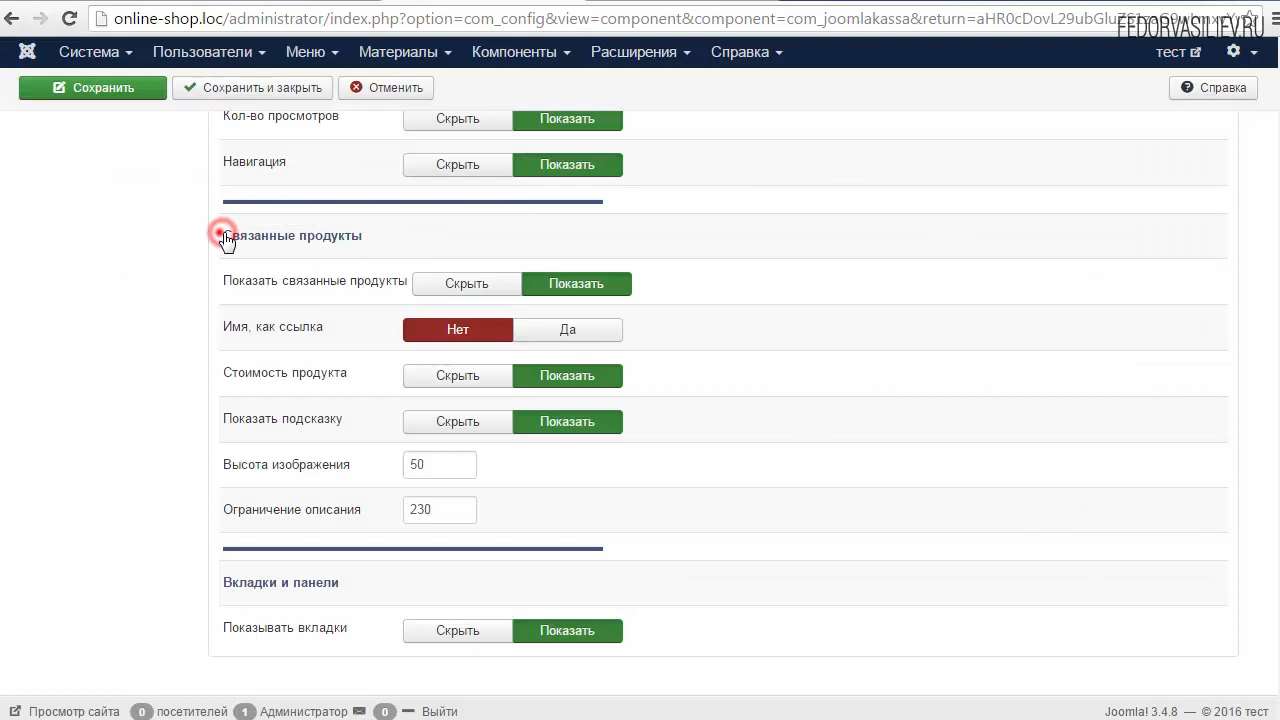 online-shop.loc/administrator/index.php?option=com_config&view=component&component=com_joomlakassa&return=aHR0cDovL29ubGlu
FEDORVASILIEV.RU
Система Пользователи Меню Материалы Компоненты Расширения Справка тест
Сохранить Сохранить и закрыть Отменить Справка
Кол-во просмотров Скрыть Показать
Навигация Скрыть Показать
Связанные продукты
Показать связанные продукты Скрыть Показать
Имя, как ссылка Нет Да
Стоимость продукта Скрыть Показать
Показать подсказку Скрыть Показать
Высота изображения 50
Ограничение описания 230
Вкладки и панели
Показывать вкладки Скрыть Показать
Просмотр сайта 0 посетителей 1 Администратор 0 Выйти Joomla! 3.4.8 — © 2016 тест